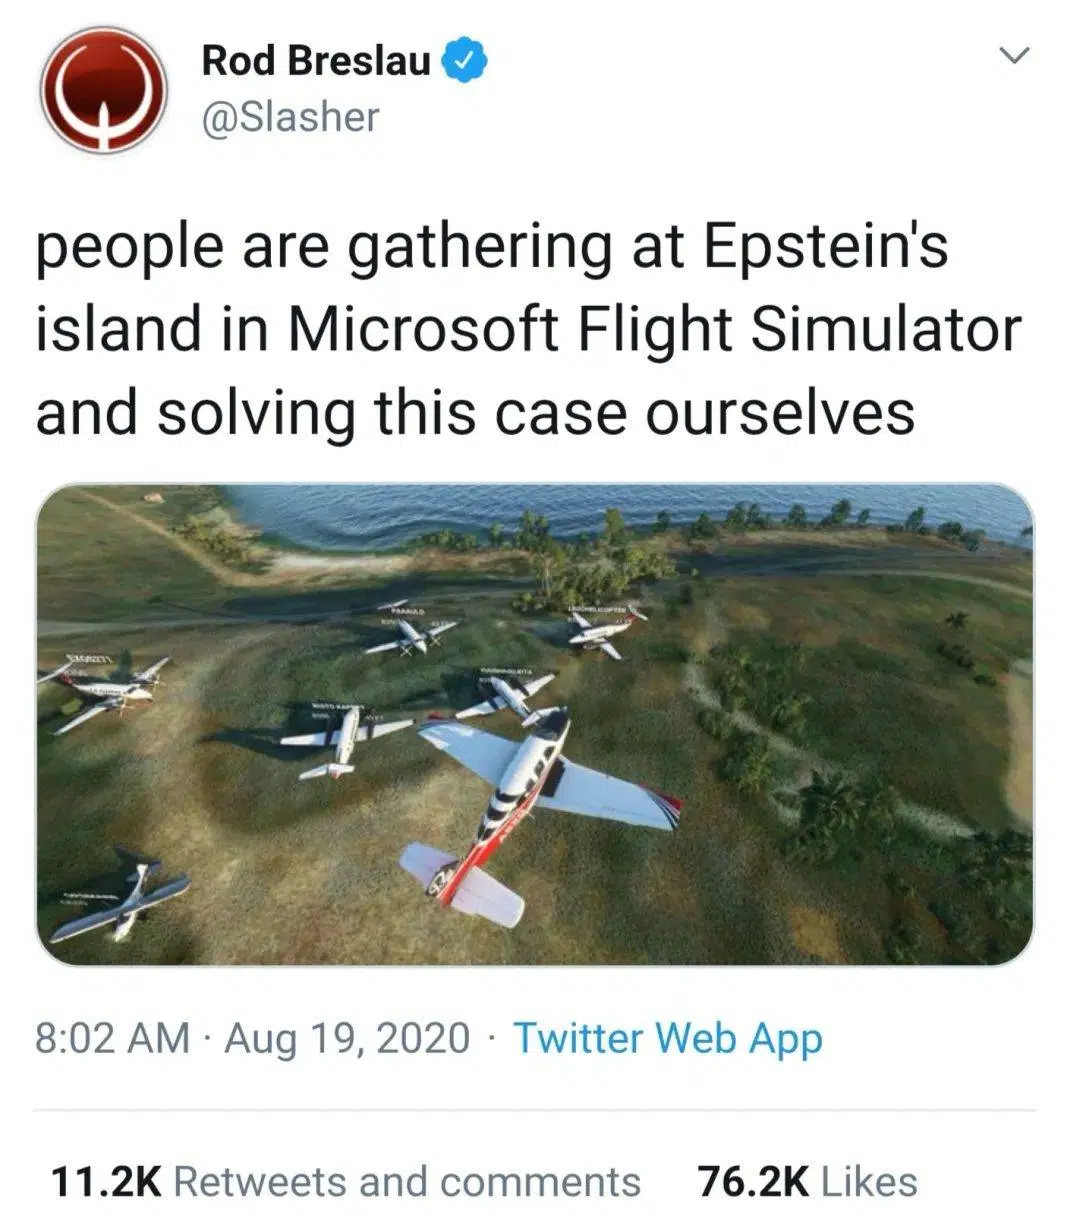 Rod Breslau
@Slasher
people are gathering at Epstein's
island in Microsoft Flight Simulator
and solving this case ourselves
8:02 AM · Aug 19, 2020 · Twitter Web App
11.2K Retweets and comments 76.2K Likes